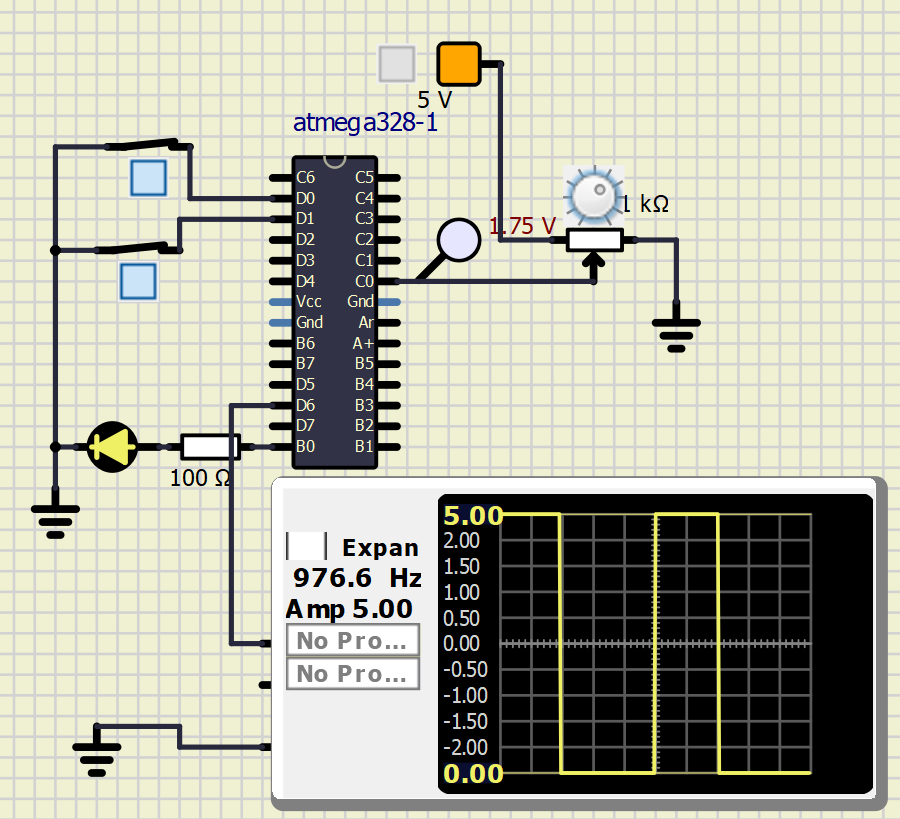 5 V
atmega328-1
1.75 V
1 kΩ
C6 C5
D0 C4
D1 C3
D2 C2
D3 C1
D4 C0
Vcc Gnd
Gnd Ar
B6 A+
B7 B5
D5 B4
D6 B3
D7 B2
B0 B1
100 Ω
Expan
976.6 Hz
Amp 5.00
No Pro...
No Pro...
5.00
2.00
1.50
1.00
0.50
0.00
-0.50
-1.00
-1.50
-2.00
0.00